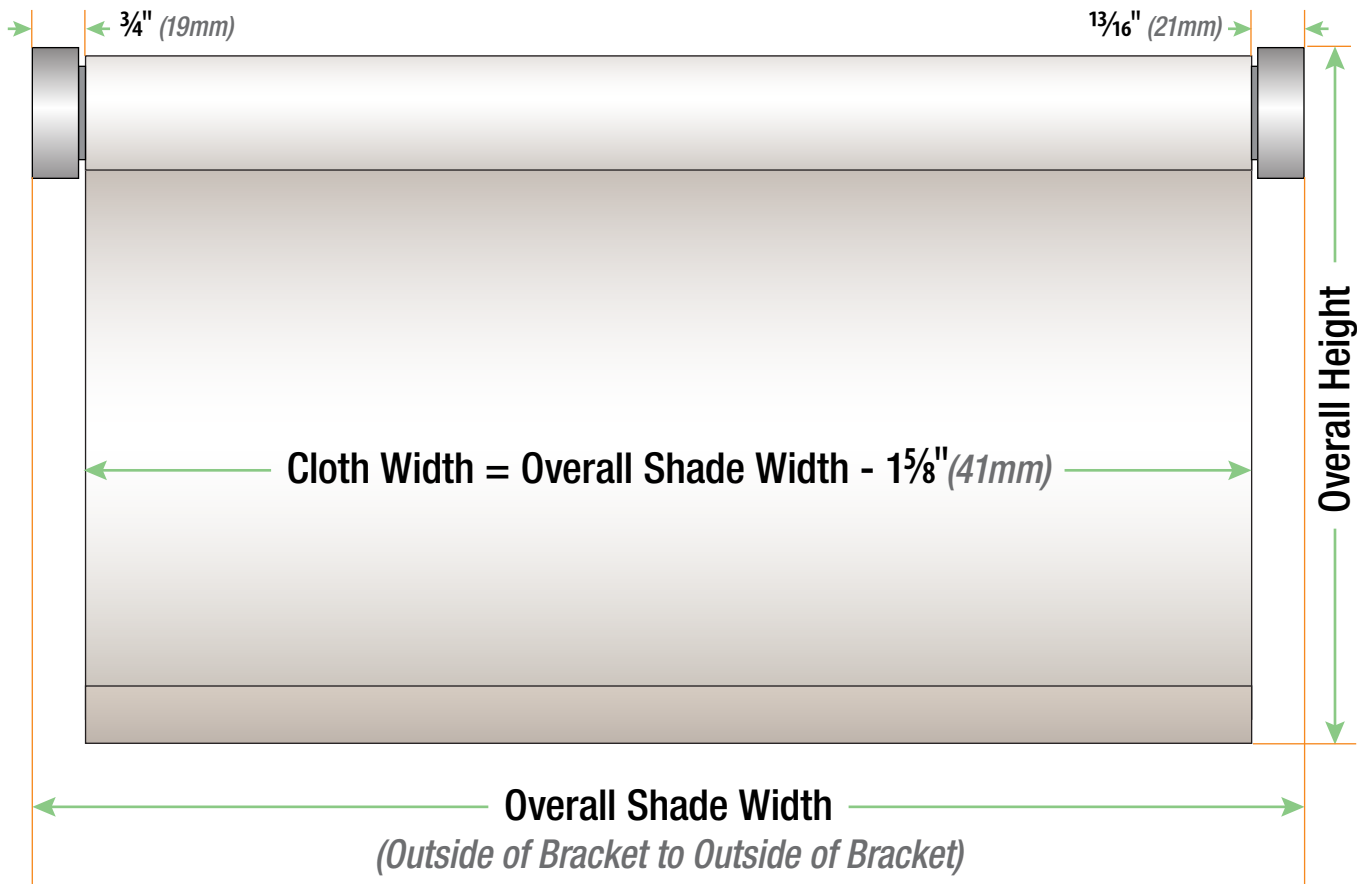 ¾" (19mm)
¹³⁄₁₆" (21mm)
Overall Height
Cloth Width = Overall Shade Width - 1⅝"(41mm)
Overall Shade Width
(Outside of Bracket to Outside of Bracket)